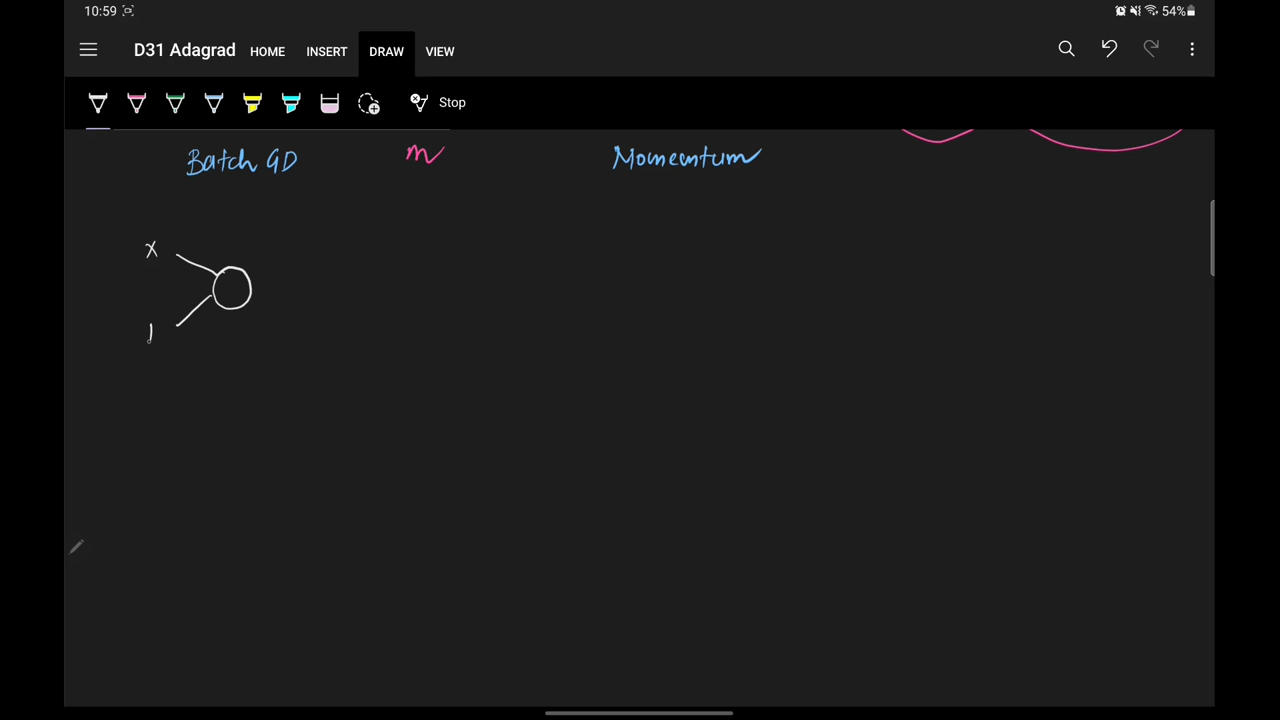 10:59 54%
D31 Adagrad HOME INSERT DRAW VIEW
Stop
Batch GD m Momentum
x
1